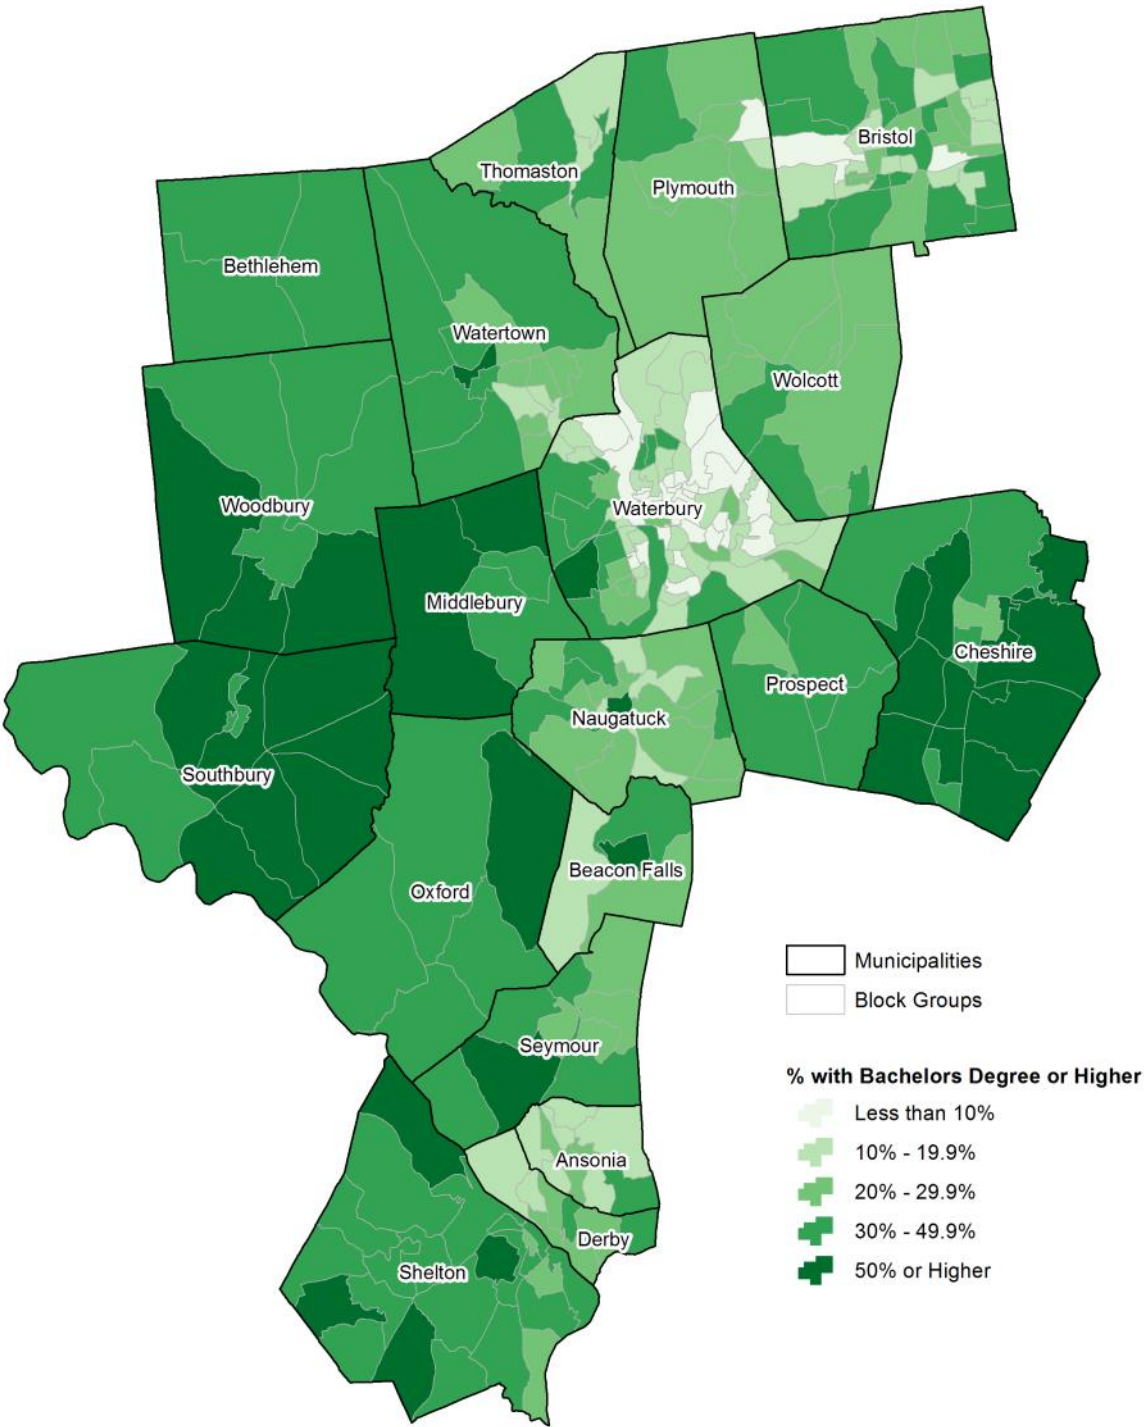 Bristol
Thomaston
Plymouth
Bethlehem
Watertown
Wolcott
Woodbury
Waterbury
Middlebury
Cheshire
Prospect
Naugatuck
Southbury
Beacon Falls
Oxford
Municipalities
Block Groups
Seymour
% with Bachelors Degree or Higher
Less than 10%
10% - 19.9%
Ansonia
20% - 29.9%
30% - 49.9%
Derby
50% or Higher
Shelton